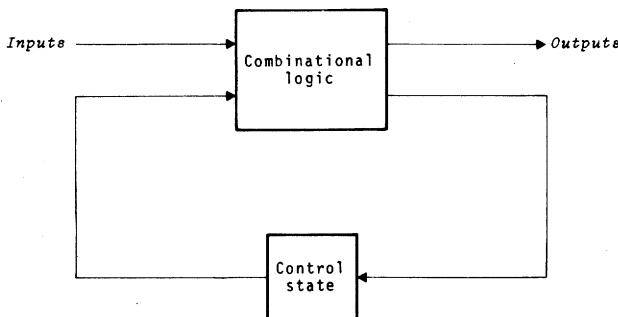 Inputs
Combinational
logic
Outputs
Control
state